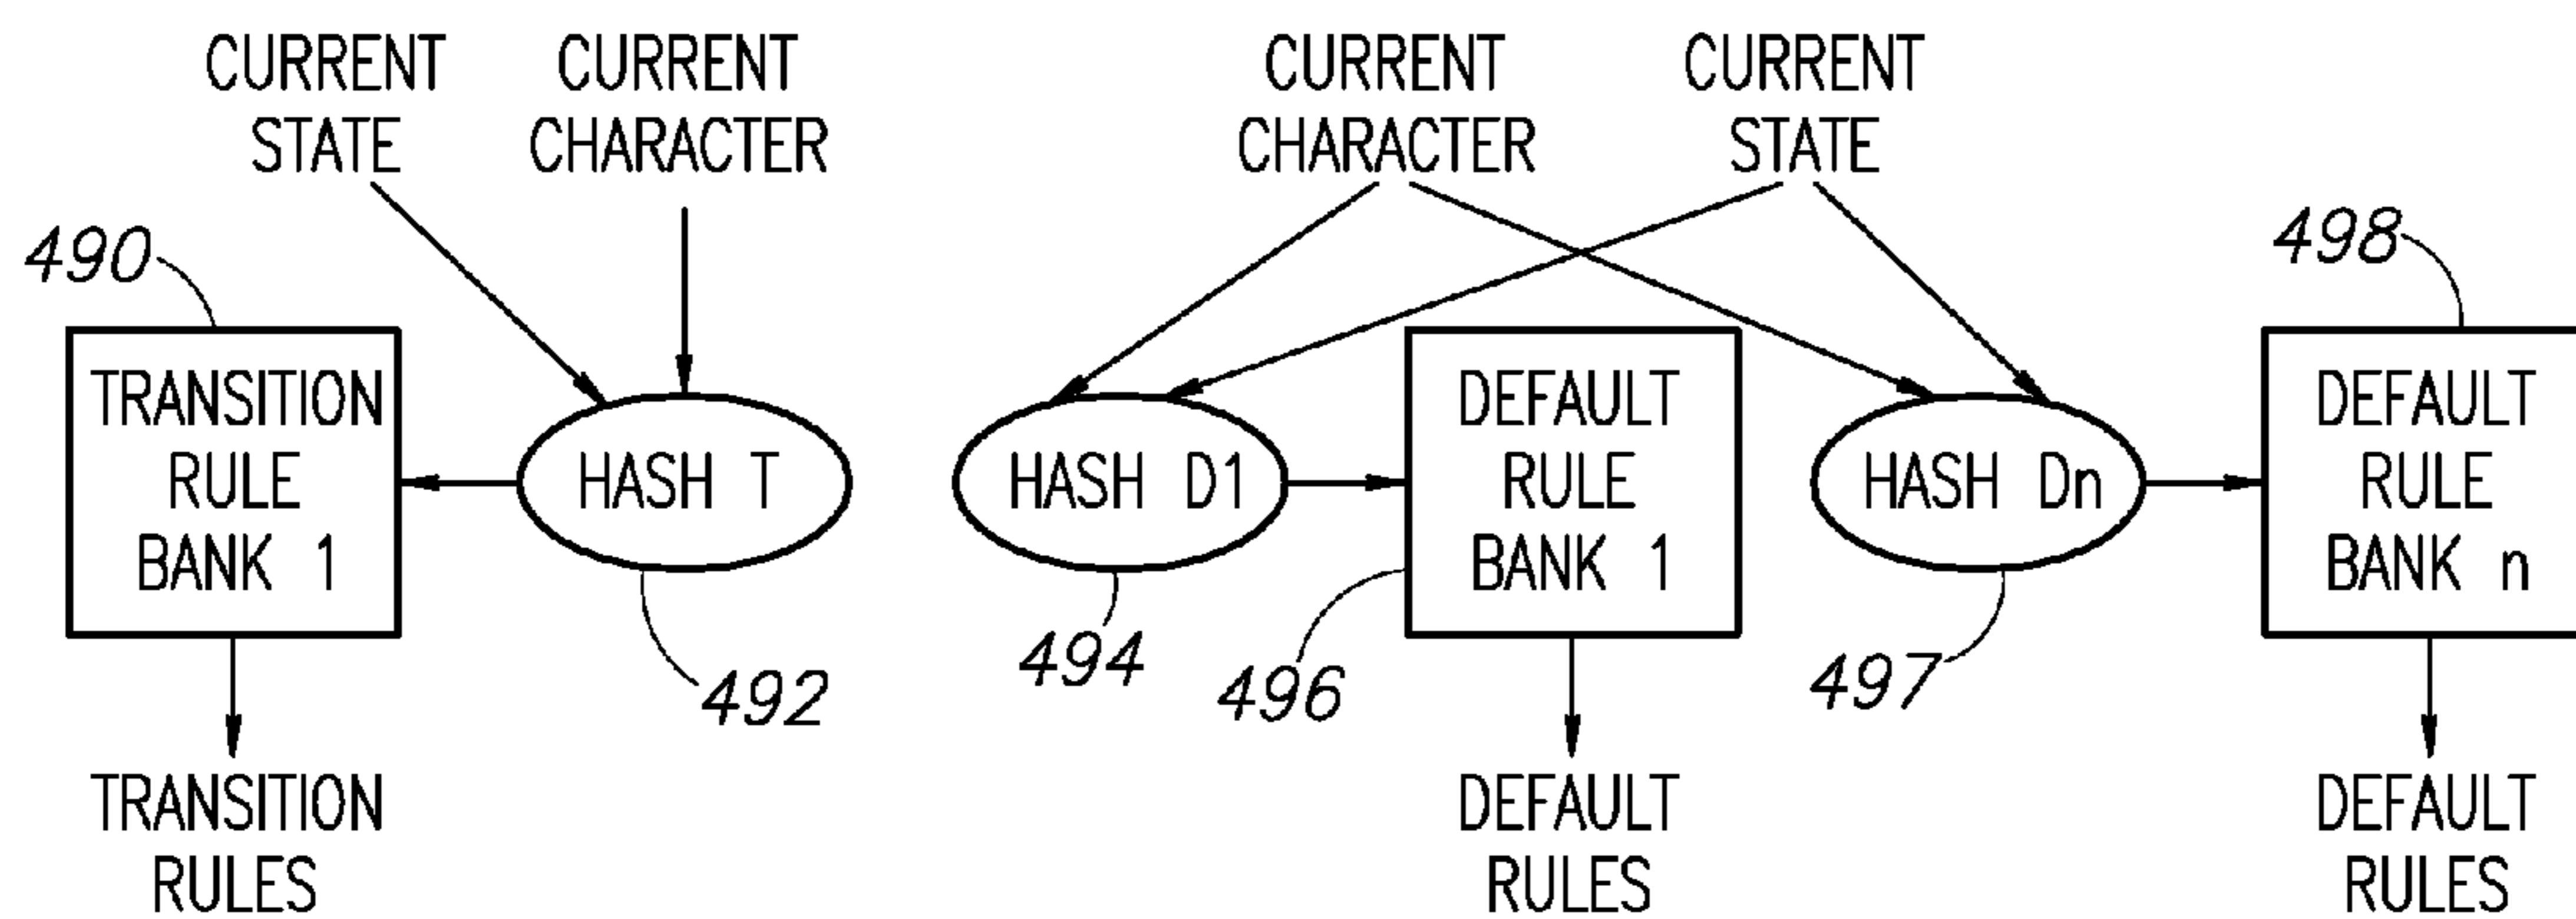 CURRENT STATE
CURRENT CHARACTER
CURRENT CHARACTER
CURRENT STATE
490
498
TRANSITION
RULE
BANK 1
HASH T
HASH D1
DEFAULT
RULE
BANK 1
HASH Dn
DEFAULT
RULE
BANK n
492
494
496
497
TRANSITION
RULES
DEFAULT
RULES
DEFAULT
RULES